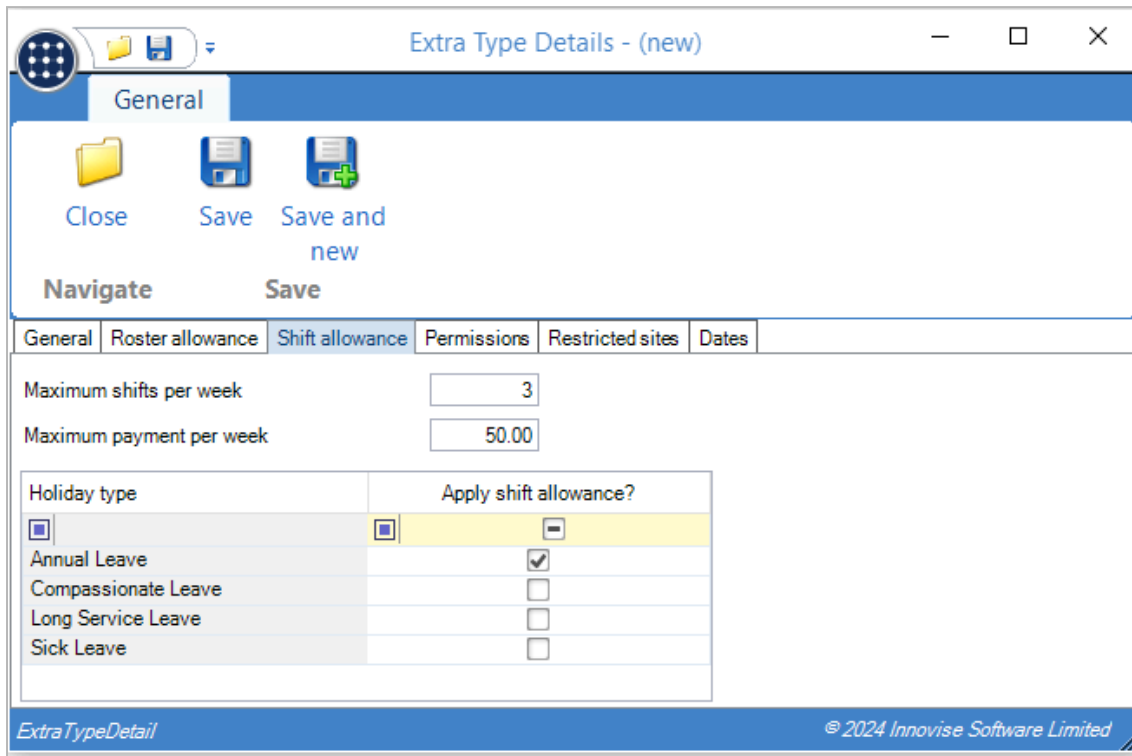 Extra Type Details - (new)
General
Close Save Save and
new
Navigate Save
General Roster allowance Shift allowance Permissions Restricted sites Dates
Maximum shifts per week 3
Maximum payment per week 50.00
Holiday type Apply shift allowance?
Annual Leave
Compassionate Leave
Long Service Leave
Sick Leave
ExtraTypeDetail © 2024 Innovise Software Limited